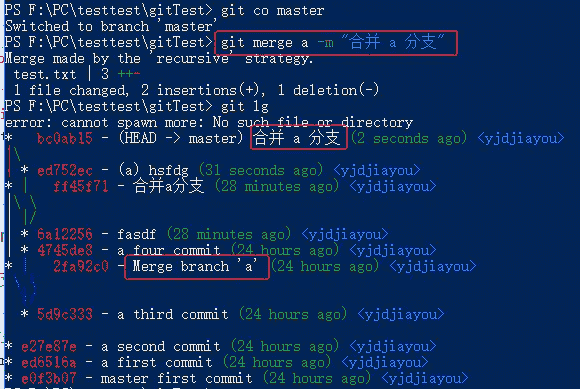 PS F:\PC\testtest\gitTest> git co master
Switched to branch 'master'
PS F:\PC\testtest\gitTest> git merge a -m "合并 a 分支"
Merge made by the 'recursive' strategy.
test.txt | 3 ++-
1 file changed, 2 insertions(+), 1 deletion(-)
PS F:\PC\testtest\gitTest> git lg
error: cannot spawn more: No such file or directory
* bc0ab15 - (HEAD -> master) 合并 a 分支 (2 seconds ago) <yjdjiayou>
|\
| * ed752ec - (a) hsfdg (31 seconds ago) <yjdjiayou>
* | ff45f71 - 合并a分支 (28 minutes ago) <yjdjiayou>
|\ \
| |/
| * 6a12256 - fasdf (28 minutes ago) <yjdjiayou>
| * 4745de8 - a four commit (24 hours ago) <yjdjiayou>
* | 2fa92c0 - Merge branch 'a' (24 hours ago) <yjdjiayou>
\ \
* 5d9c333 - a third commit (24 hours ago) <yjdjiayou>
* e27e87e - a second commit (24 hours ago) <yjdjiayou>
* ed6516a - a first commit (24 hours ago) <yjdjiayou>
* e0f3b07 - master first commit (24 hours ago) <yjdjiayou>